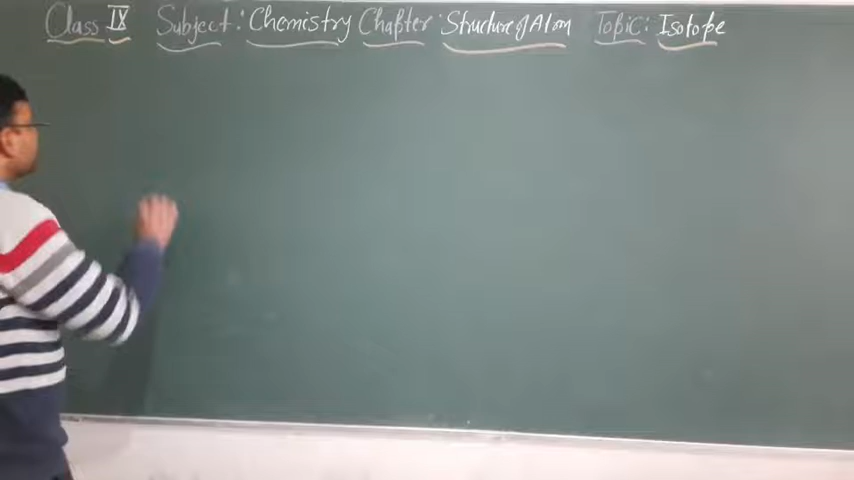 Class IX Subject : Chemistry Chapter : Structure of Atom Topic : Isotope